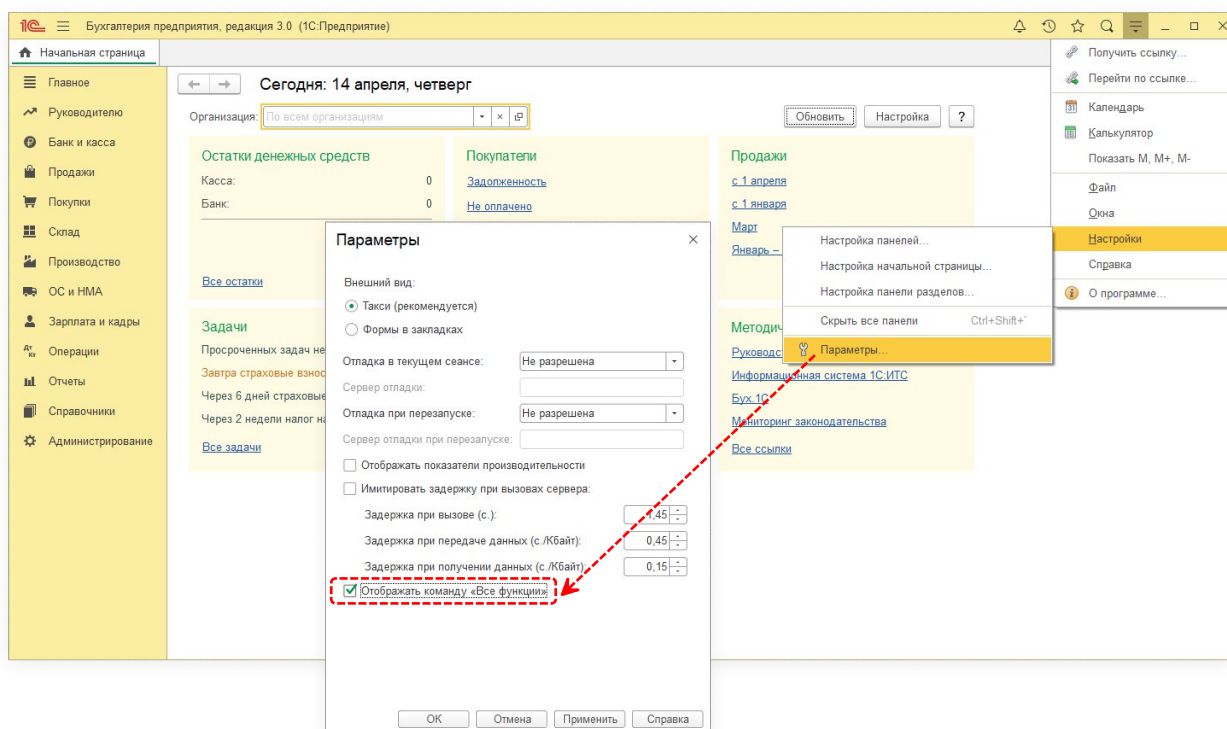 1С Бухгалтерия предприятия, редакция 3.0 (1С:Предприятие)
Начальная страница
Главное
Руководителю
Банк и касса
Продажи
Покупки
Склад
Производство
ОС и НМА
Зарплата и кадры
Операции
Отчеты
Справочники
Администрирование
Сегодня: 14 апреля, четверг
Организация: По всем организациям
Обновить
Настройка
?
Остатки денежных средств
Касса: 0
Банк: 0
Все остатки
Покупатели
Задолженность
Не оплачено
Продажи
с 1 апреля
с 1 января
Март
Январь –
Задачи
Просроченных задач не
Завтра страховые взнос
Через 6 дней страховые
Через 2 недели налог на
Все задачи
Методич
Руководс
Информационная система 1С:ИТС
Бух.1С
Мониторинг законодательства
Все ссылки
Получить ссылку...
Перейти по ссылке...
31 Календарь
Калькулятор
Показать M, M+, M-
Файл
Окна
Настройки
Справка
О программе...
Настройка панелей...
Настройка начальной страницы...
Настройка панели разделов...
Скрыть все панели Ctrl+Shift+`
Параметры...
Параметры
Внешний вид:
Такси (рекомендуется)
Формы в закладках
Отладка в текущем сеансе: Не разрешена
Сервер отладки:
Отладка при перезапуске: Не разрешена
Сервер отладки при перезапуске:
Отображать показатели производительности
Имитировать задержку при вызовах сервера:
Задержка при вызове (с.): 1,45
Задержка при передаче данных (с./Кбайт): 0,45
Задержка при получении данных (с./Кбайт): 0,15
Отображать команду «Все функции»
ОК
Отмена
Применить
Справка